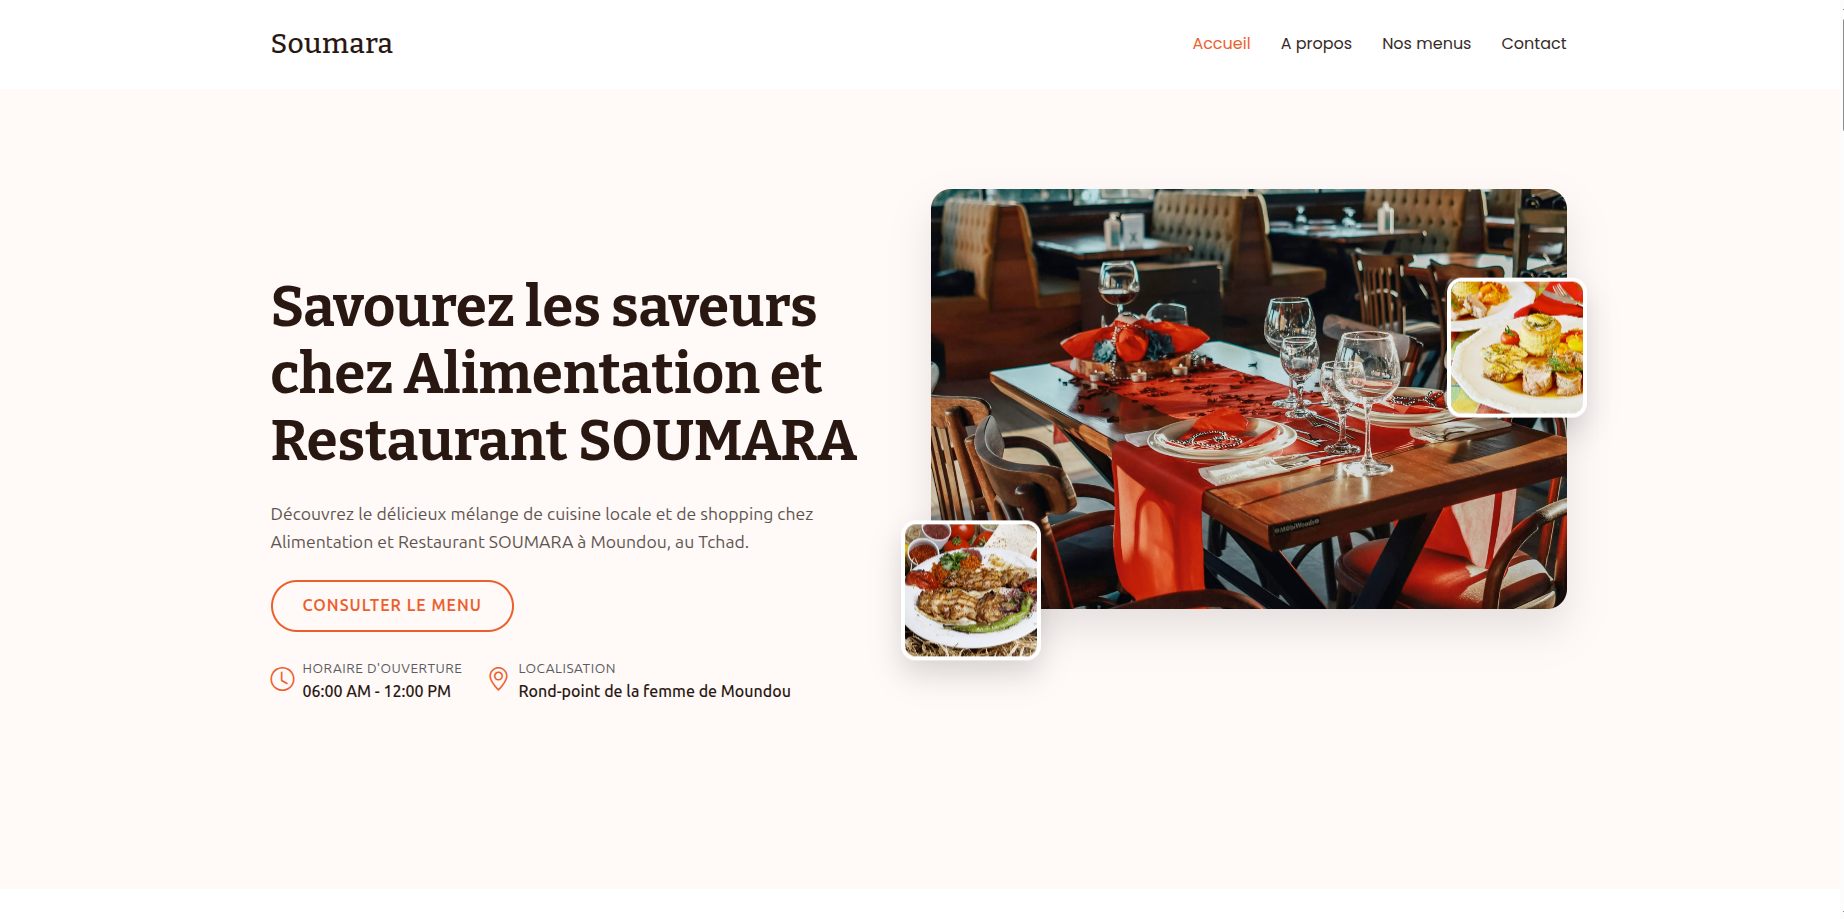 Soumara
Accueil
A propos
Nos menus
Contact
Savourez les saveurs
chez Alimentation et
Restaurant SOUMARA
Découvrez le délicieux mélange de cuisine locale et de shopping chez
Alimentation et Restaurant SOUMARA à Moundou, au Tchad.
CONSULTER LE MENU
HORAIRE D'OUVERTURE
06:00 AM - 12:00 PM
LOCALISATION
Rond-point de la femme de Moundou